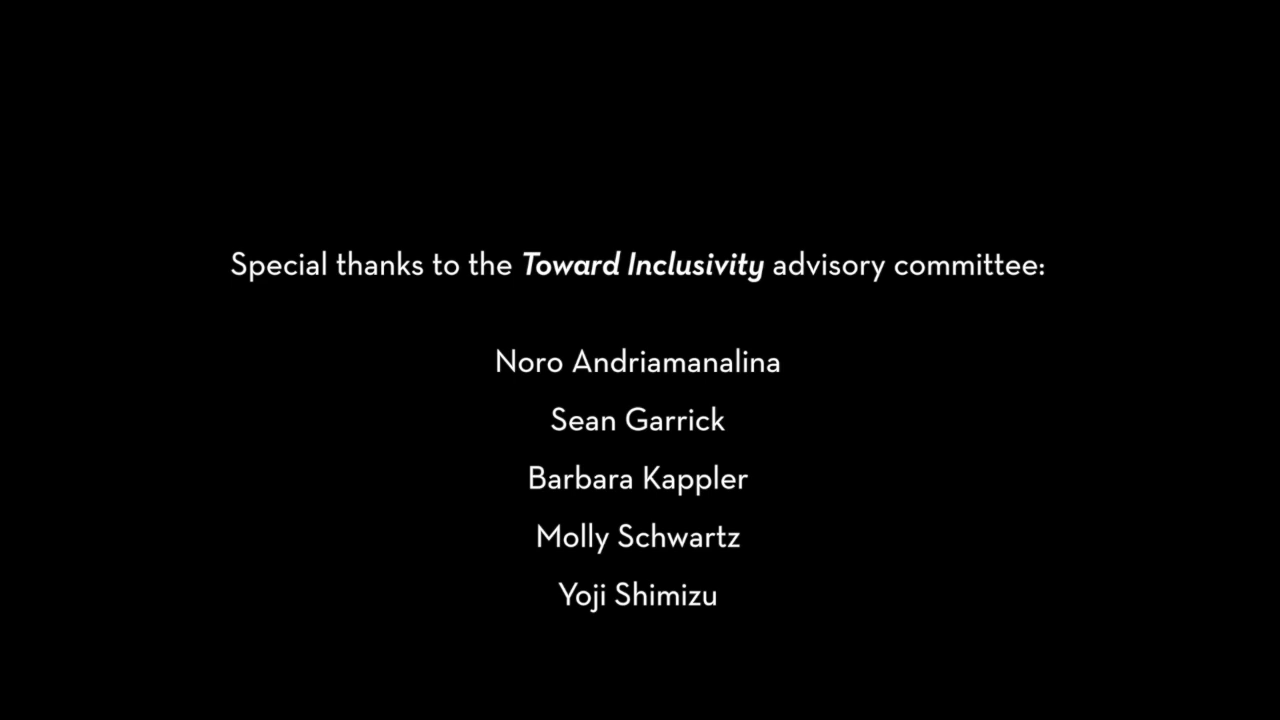 Special thanks to the Toward Inclusivity advisory committee:
Noro Andriamanalina
Sean Garrick
Barbara Kappler
Molly Schwartz
Yoji Shimizu